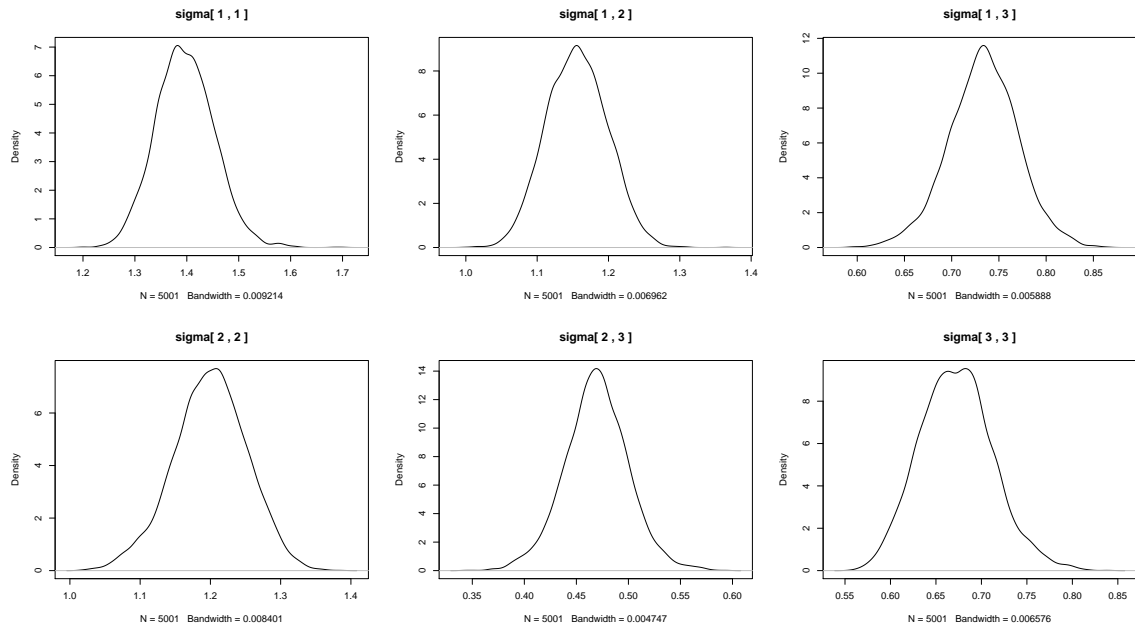 sigma[ 1 , 1 ]
Density
0 1 2 3 4 5 6 7
1.2 1.3 1.4 1.5 1.6 1.7
N = 5001 Bandwidth = 0.009214
sigma[ 1 , 2 ]
Density
0 2 4 6 8
1.0 1.1 1.2 1.3 1.4
N = 5001 Bandwidth = 0.006962
sigma[ 1 , 3 ]
Density
0 2 4 6 8 10 12
0.60 0.65 0.70 0.75 0.80 0.85
N = 5001 Bandwidth = 0.005888
sigma[ 2 , 2 ]
Density
0 2 4 6
1.0 1.1 1.2 1.3 1.4
N = 5001 Bandwidth = 0.008401
sigma[ 2 , 3 ]
Density
0 2 4 6 8 10 12 14
0.35 0.40 0.45 0.50 0.55 0.60
N = 5001 Bandwidth = 0.004747
sigma[ 3 , 3 ]
Density
0 2 4 6 8
0.55 0.60 0.65 0.70 0.75 0.80 0.85
N = 5001 Bandwidth = 0.006576